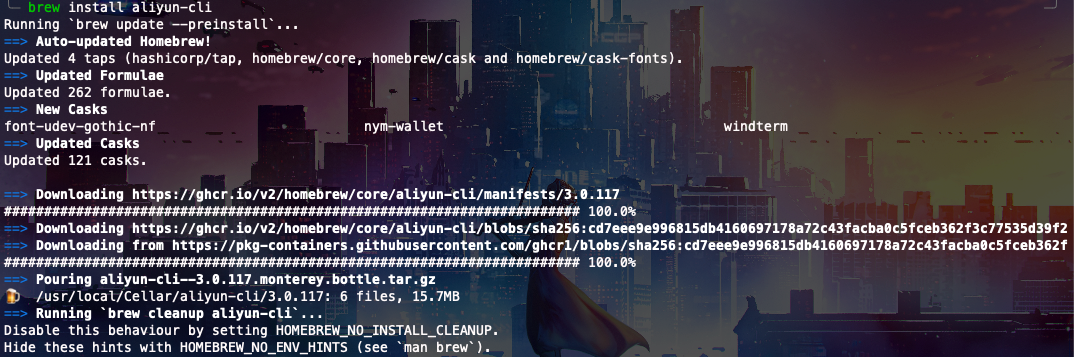 brew install aliyun-cli
Running `brew update --preinstall`...
==> Auto-updated Homebrew!
Updated 4 taps (hashicorp/tap, homebrew/core, homebrew/cask and homebrew/cask-fonts).
==> Updated Formulae
Updated 262 formulae.
==> New Casks
font-udev-gothic-nf nym-wallet windterm
==> Updated Casks
Updated 121 casks.
==> Downloading https://ghcr.io/v2/homebrew/core/aliyun-cli/manifests/3.0.117
######################################################################## 100.0%
==> Downloading https://ghcr.io/v2/homebrew/core/aliyun-cli/blobs/sha256:cd7eee9e996815db4160697178a72c43facba0c5fceb362f3c77535d39f2
==> Downloading from https://pkg-containers.githubusercontent.com/ghcr1/blobs/sha256:cd7eee9e996815db4160697178a72c43facba0c5fceb362f
######################################################################## 100.0%
==> Pouring aliyun-cli--3.0.117.monterey.bottle.tar.gz
🍺 /usr/local/Cellar/aliyun-cli/3.0.117: 6 files, 15.7MB
==> Running `brew cleanup aliyun-cli`...
Disable this behaviour by setting HOMEBREW_NO_INSTALL_CLEANUP.
Hide these hints with HOMEBREW_NO_ENV_HINTS (see `man brew`).